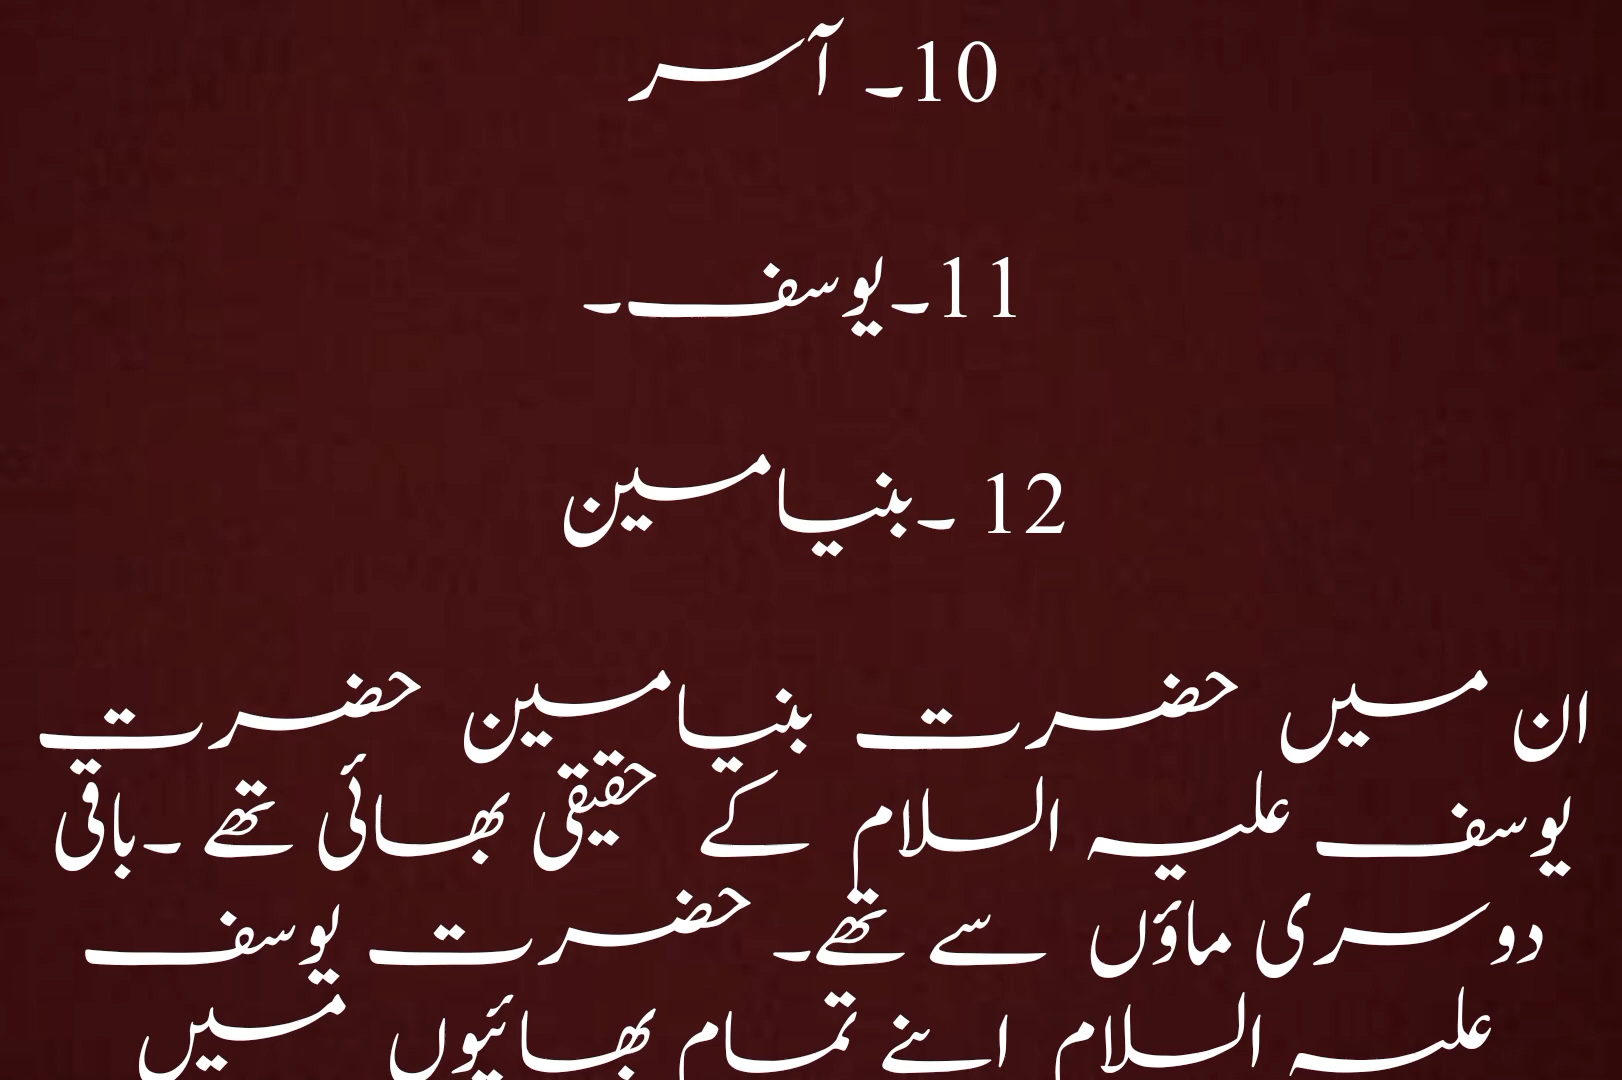 10۔ آسر
11۔یوسف۔
12 ۔بنیامین
ان میں حضرت بنیامین حضرت
یوسف علیہ السلام کے حقیقی بھائی تھے ۔باقی
دوسری ماؤں سے تھے۔ حضرت یوسف
علیہ السلام اپنے تمام بھائیوں میں